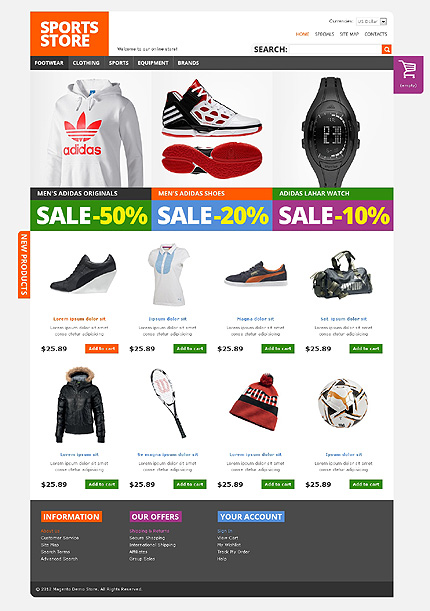 SPORTS
STORE
Welcome to our online store!
Currencies: US Dollar
HOME SPECIALS SITE MAP CONTACTS
SEARCH:
FOOTWEAR CLOTHING SPORTS EQUIPMENT BRANDS
(empty)
adidas
MEN'S ADIDAS ORIGINALS
MEN'S ADIDAS SHOES
ADIDAS LAHAR WATCH
SALE-50%
SALE-20%
SALE-10%
NEW PRODUCTS
Lorem ipsum dolor sit
Ipsum dolor sit
Magna dolor sit
Sat ipsum dolor sit
Lorem ipsum dolor sit amet
conse ctetur adipiscing
Lorem ipsum dolor sit amet
conse ctetur adipiscing
Lorem ipsum dolor sit amet
conse ctetur adipiscing
Lorem ipsum dolor sit amet
conse ctetur adipiscing
$25.89 Add to cart
$25.89 Add to cart
$25.89 Add to cart
$25.89 Add to cart
Lorem ipsum sit
Se magna ipsum dolor sit
Lorem ipsum dolor sit
Ipsum dolor sit
Lorem ipsum dolor sit amet
conse ctetur adipiscing
Lorem ipsum dolor sit amet
conse ctetur adipiscing
Lorem ipsum dolor sit amet
conse ctetur adipiscing
Lorem ipsum dolor sit amet
conse ctetur adipiscing
$25.89 Add to cart
$25.89 Add to cart
$25.89 Add to cart
$25.89 Add to cart
INFORMATION
About us
Customer Service
Site Map
Search Terms
Advanced Search
OUR OFFERS
Shipping & Returns
Secure Shopping
International Shipping
Affiliates
Group Sales
YOUR ACCOUNT
Sign In
View Cart
My Wishlist
Track My Order
Help
© 2012 Magento Demo Store. All Rights Reserved.